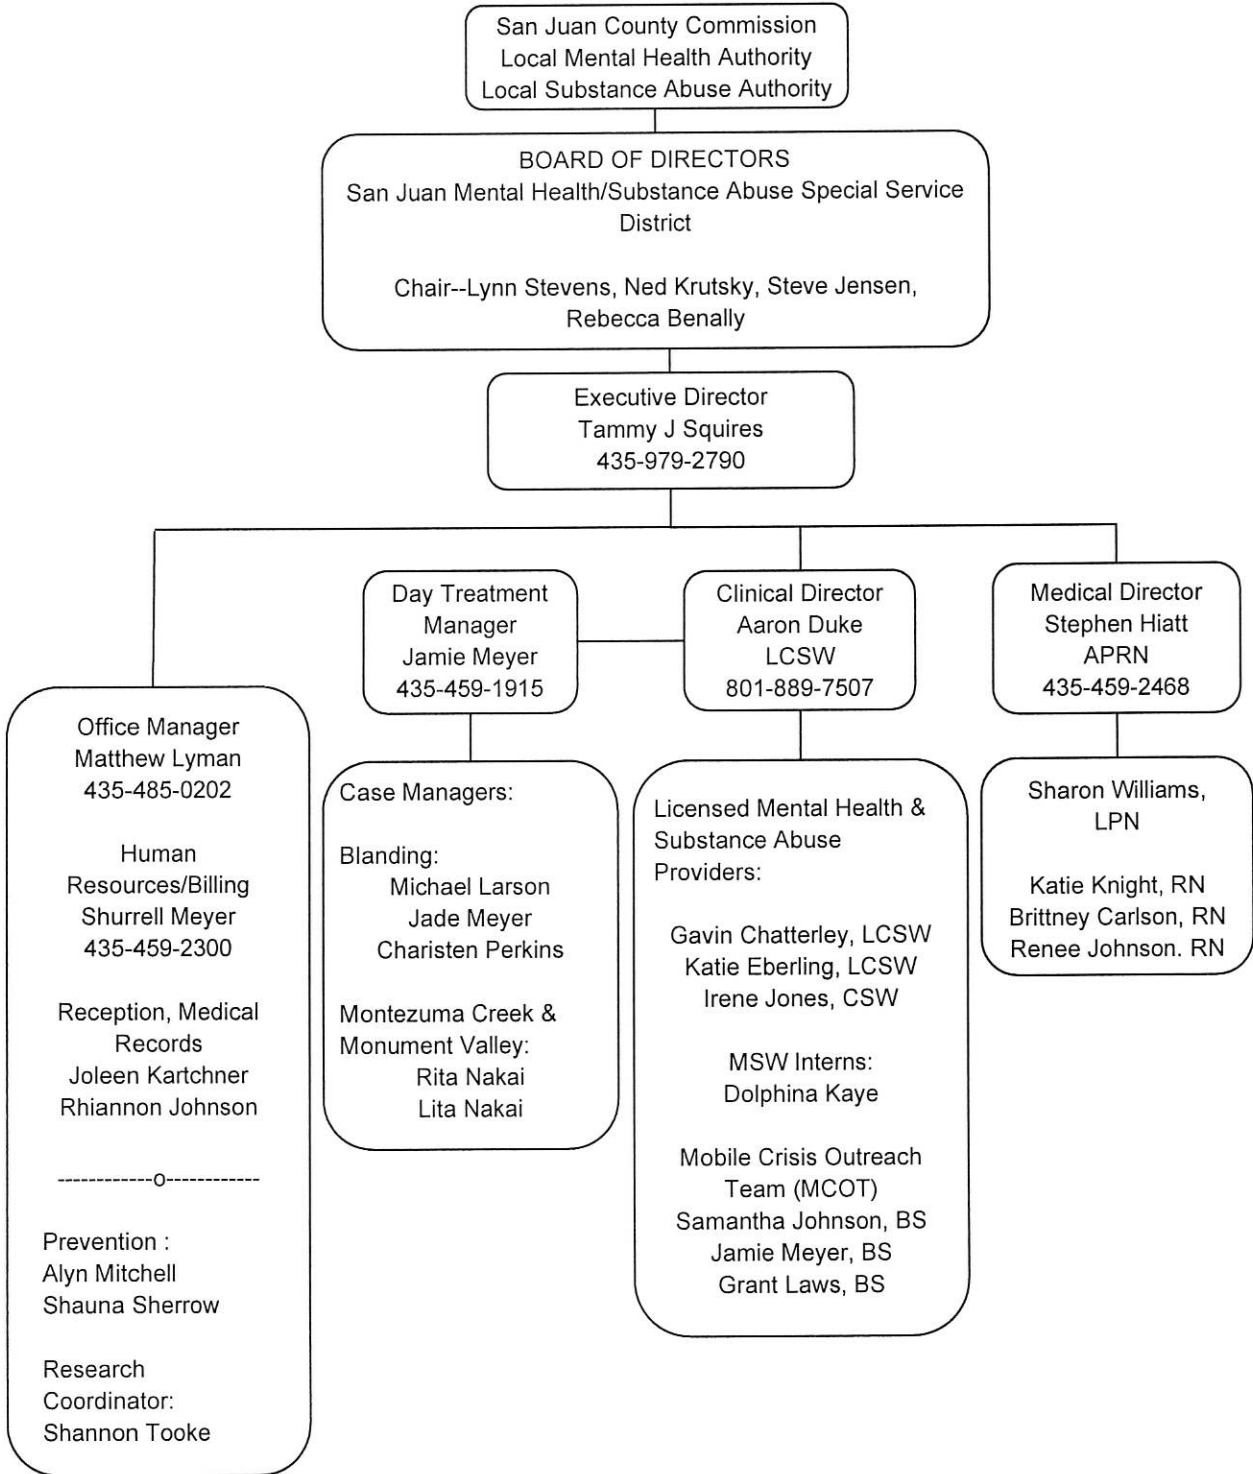 San Juan County Commission
Local Mental Health Authority
Local Substance Abuse Authority
BOARD OF DIRECTORS
San Juan Mental Health/Substance Abuse Special Service
District
Chair--Lynn Stevens, Ned Krutsky, Steve Jensen,
Rebecca Benally
Executive Director
Tammy J Squires
435-979-2790
Office Manager
Matthew Lyman
435-485-0202
Human
Resources/Billing
Shurrell Meyer
435-459-2300
Reception, Medical
Records
Joleen Kartchner
Rhiannon Johnson
------------o------------
Prevention :
Alyn Mitchell
Shauna Sherrow
Research
Coordinator:
Shannon Tooke
Day Treatment
Manager
Jamie Meyer
435-459-1915
Case Managers:
Blanding:
Michael Larson
Jade Meyer
Charisten Perkins
Montezuma Creek &
Monument Valley:
Rita Nakai
Lita Nakai
Clinical Director
Aaron Duke
LCSW
801-889-7507
Licensed Mental Health &
Substance Abuse
Providers:
Gavin Chatterley, LCSW
Katie Eberling, LCSW
Irene Jones, CSW
MSW Interns:
Dolphina Kaye
Mobile Crisis Outreach
Team (MCOT)
Samantha Johnson, BS
Jamie Meyer, BS
Grant Laws, BS
Medical Director
Stephen Hiatt
APRN
435-459-2468
Sharon Williams,
LPN
Katie Knight, RN
Brittney Carlson, RN
Renee Johnson. RN